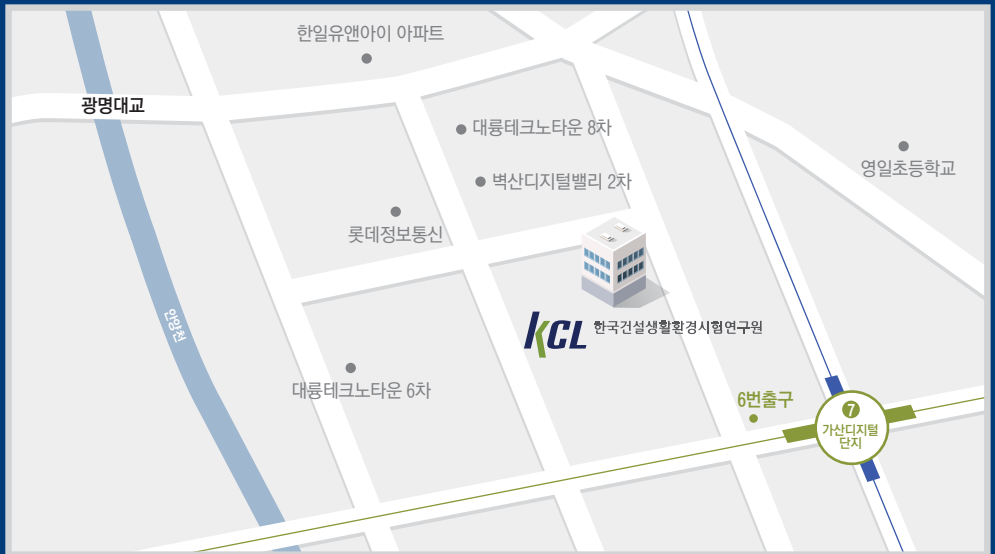 한일유앤아이 아파트
광명대교
대륭테크노타운 8차
영일초등학교
벽산디지털밸리 2차
롯데정보통신
안양천
KCL 한국건설생활환경시험연구원
대륭테크노타운 6차
6번출구
7
가산디지털
단지